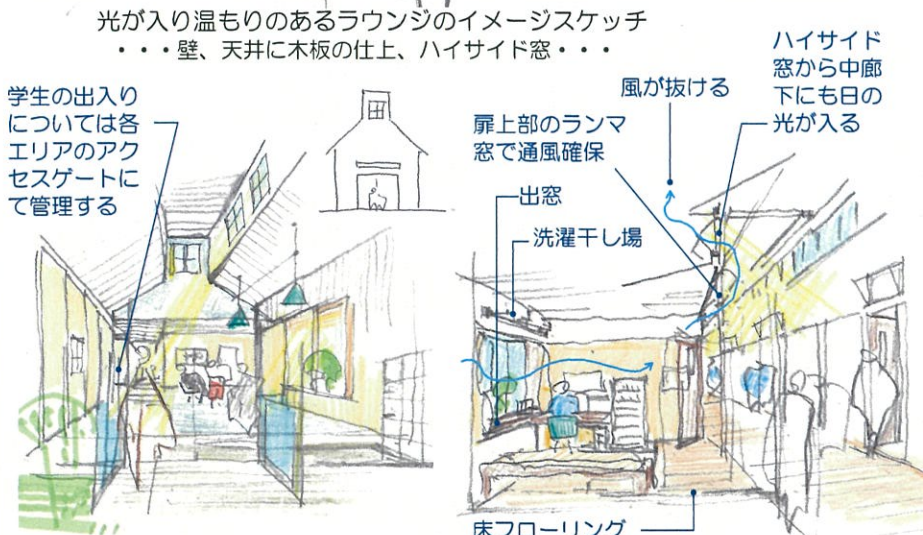 光が入り温もりのあるラウンジのイメージスケッチ
・・・壁、天井に木板の仕上、ハイサイド窓・・・
学生の出入り
については各
エリアのアク
セスゲートに
て管理する
風が抜ける
ハイサイド
窓から中廊
下にも日の
光が入る
扉上部のランマ
窓で通風確保
出窓
洗濯干し場
床フローリング